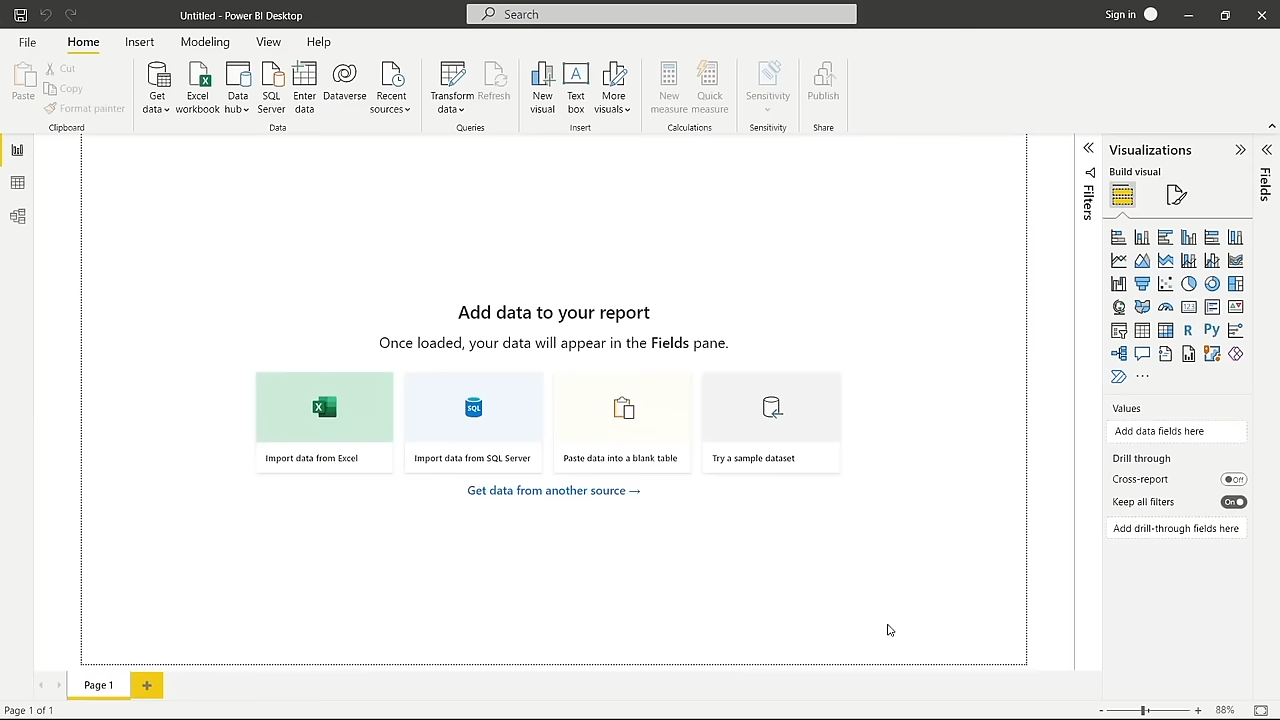 Untitled - Power BI Desktop
Search
Sign in
File Home Insert Modeling View Help
Paste
Cut
Copy
Format painter
Clipboard
Get data
Excel workbook
Data hub
SQL Server
Enter data
Dataverse
Recent sources
Data
Transform data
Refresh
Queries
New visual
Text box
More visuals
Insert
New measure
Quick measure
Calculations
Sensitivity
Sensitivity
Publish
Share
Add data to your report
Once loaded, your data will appear in the Fields pane.
X
SQL
Import data from Excel
Import data from SQL Server
Paste data into a blank table
Try a sample dataset
Get data from another source →
Filters
Visualizations
Build visual
123
R
Py
Values
Add data fields here
Drill through
Cross-report
Off
Keep all filters
On
Add drill-through fields here
Fields
Page 1
+
Page 1 of 1
- + 88%